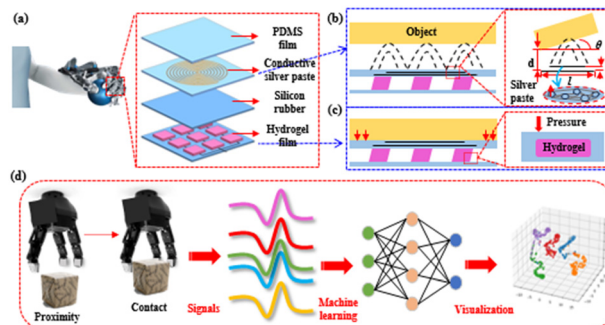 (a)
PDMS
film
Conductive
silver paste
Silicon
rubber
Hydrogel
film
(b)
Object
θ
d
l
Silver
paste
(c)
Pressure
Hydrogel
(d)
Proximity
Contact
Signals
Machine
learning
Visualization